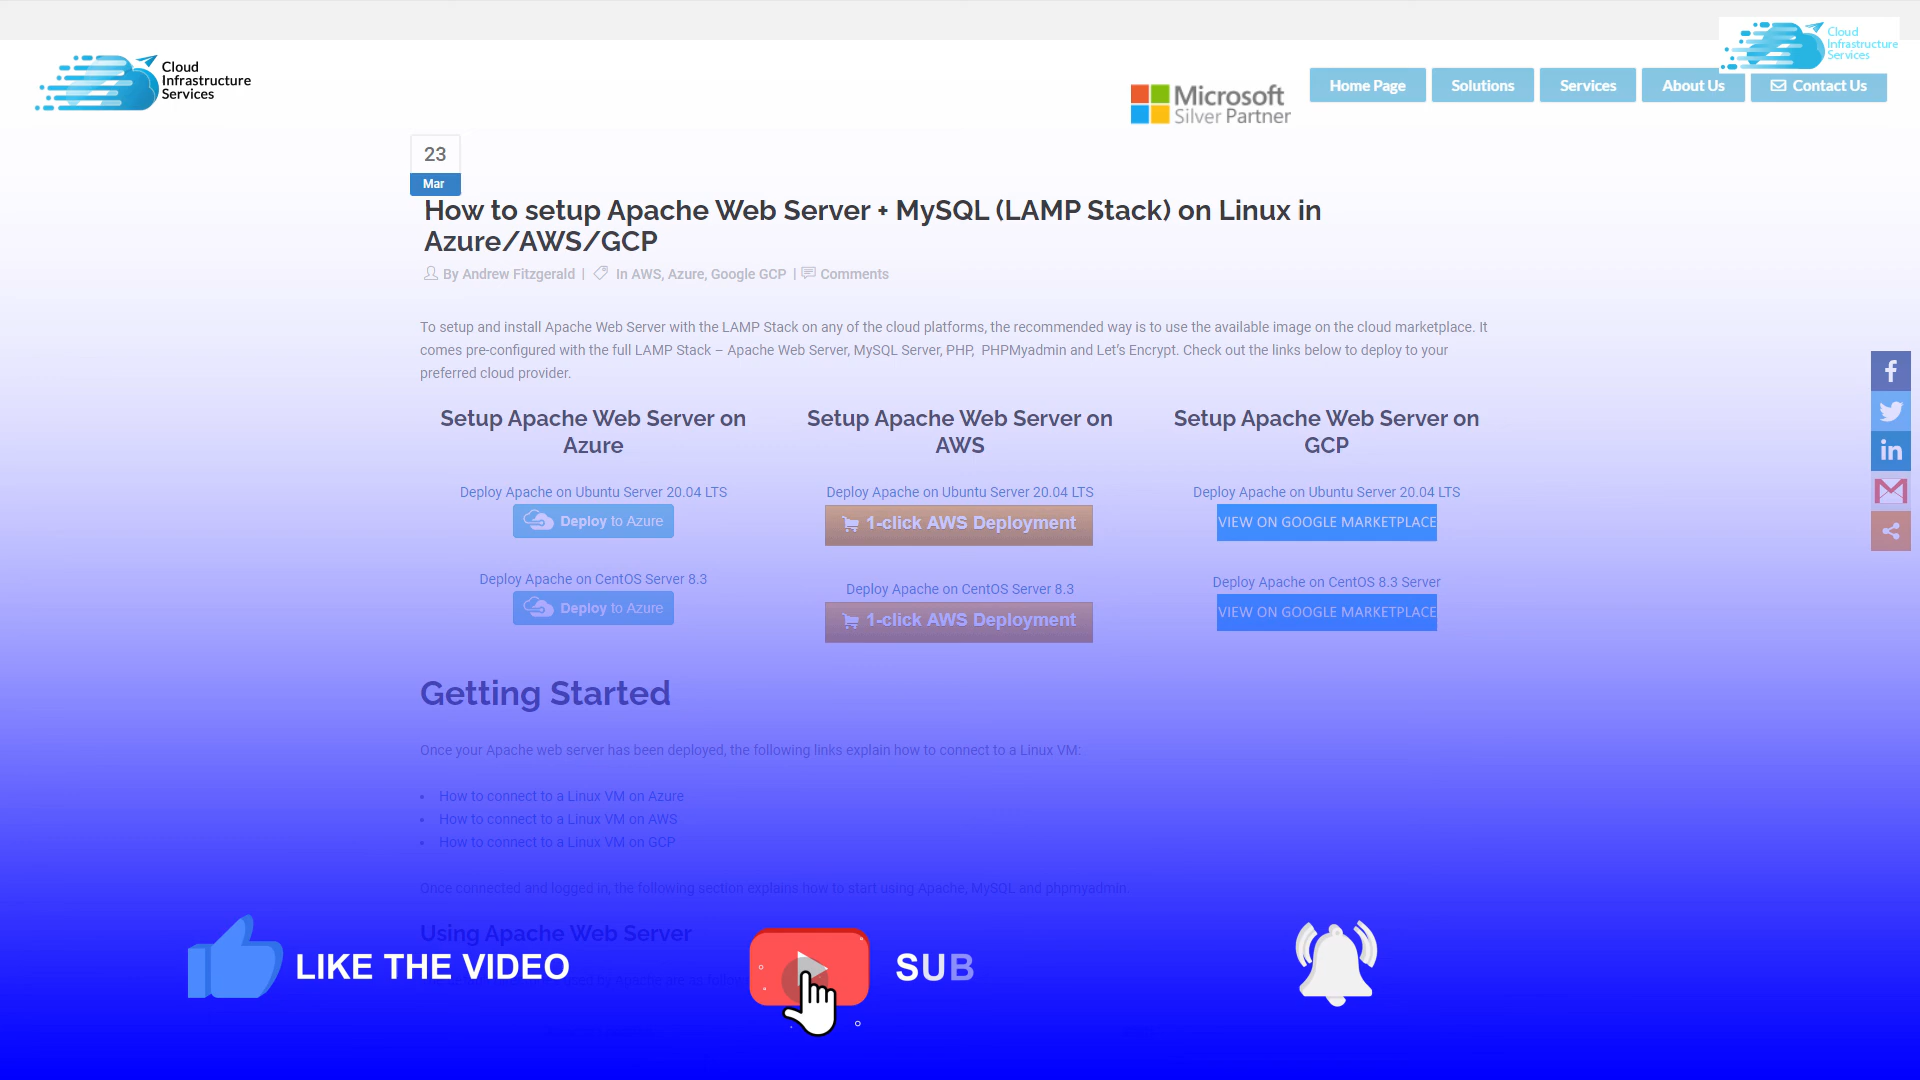 Cloud
Infrastructure
Services
Cloud
Infrastructure
Services
Microsoft
Silver Partner
Home Page
Solutions
Services
About Us
Contact Us
23
Mar
How to setup Apache Web Server + MySQL (LAMP Stack) on Linux in
Azure/AWS/GCP
By Andrew Fitzgerald | In AWS, Azure, Google GCP | Comments
To setup and install Apache Web Server with the LAMP Stack on any of the cloud platforms, the recommended way is to use the available image on the cloud marketplace. It
comes pre-configured with the full LAMP Stack – Apache Web Server, MySQL Server, PHP, PHPMyadmin and Let's Encrypt. Check out the links below to deploy to your
preferred cloud provider.
Setup Apache Web Server on
Azure
Deploy Apache on Ubuntu Server 20.04 LTS
Deploy to Azure
Deploy Apache on CentOS Server 8.3
Deploy to Azure
Setup Apache Web Server on
AWS
Deploy Apache on Ubuntu Server 20.04 LTS
1-click AWS Deployment
Deploy Apache on CentOS Server 8.3
1-click AWS Deployment
Setup Apache Web Server on
GCP
Deploy Apache on Ubuntu Server 20.04 LTS
VIEW ON GOOGLE MARKETPLACE
Deploy Apache on CentOS 8.3 Server
VIEW ON GOOGLE MARKETPLACE
Getting Started
Once your Apache web server has been deployed, the following links explain how to connect to a Linux VM:
• How to connect to a Linux VM on Azure
• How to connect to a Linux VM on AWS
• How to connect to a Linux VM on GCP
Once connected and logged in, the following section explains how to start using Apache, MySQL and phpmyadmin.
Using Apache Web Server
LIKE THE VIDEO
SUB